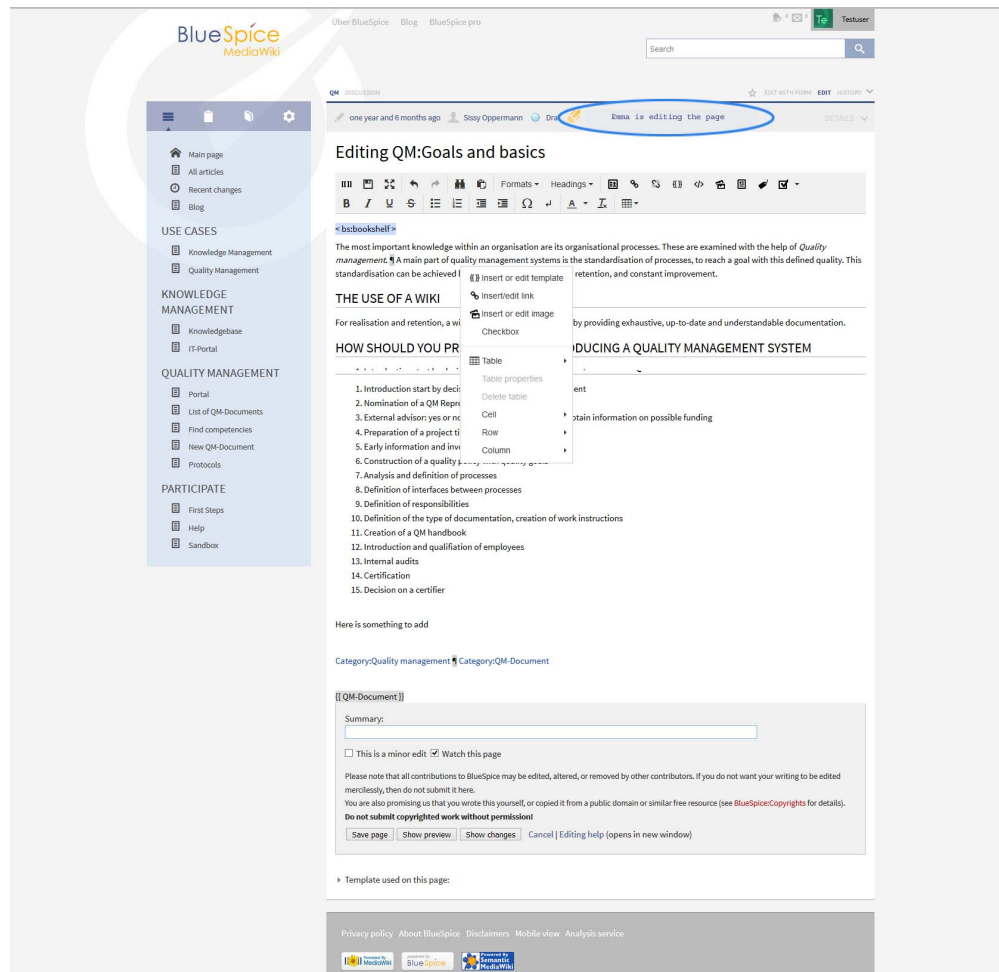 BlueSpice
MediaWiki
Über BlueSpice Blog BlueSpice pro
Te Testuser
Search
QM DISCUSSION
EDIT WITH FORM EDIT HISTORY
one year and 6 months ago Sissy Oppermann Dra
Emma is editing the page
DETAILS
Main page
All articles
Recent changes
Blog
USE CASES
Knowledge Management
Quality Management
KNOWLEDGE
MANAGEMENT
Knowledgebase
IT-Portal
QUALITY MANAGEMENT
Portal
List of QM-Documents
Find competencies
New QM-Document
Protocols
PARTICIPATE
First Steps
Help
Sandbox
Editing QM:Goals and basics
Formats Headings
B I U S Ω A Tx
<bs:bookshelf>
The most important knowledge within an organisation are its organisational processes. These are examined with the help of Quality
management. ¶ A main part of quality management systems is the standardisation of processes, to reach a goal with this defined quality. This
standardisation can be achieved retention, and constant improvement.
THE USE OF A WIKI
For realisation and retention, a wi by providing exhaustive, up-to-date and understandable documentation.
HOW SHOULD YOU PR DUCING A QUALITY MANAGEMENT SYSTEM
1. Introduction start by deci ent
2. Nomination of a QM Repr
3. External advisor: yes or no btain information on possible funding
4. Preparation of a project ti
5. Early information and inv
6. Construction of a quality policy with quality goals
7. Analysis and definition of processes
8. Definition of interfaces between processes
9. Definition of responsibilities
10. Definition of the type of documentation, creation of work instructions
11. Creation of a QM handbook
12. Introduction and qualifiation of employees
13. Internal audits
14. Certification
15. Decision on a certifier
Insert or edit template
Insert/edit link
Insert or edit image
Checkbox
Table
Table properties
Delete table
Cell
Row
Column
Here is something to add
Category:Quality management ¶ Category:QM-Document
{{ QM-Document }}
Summary:
This is a minor edit Watch this page
Please note that all contributions to BlueSpice may be edited, altered, or removed by other contributors. If you do not want your writing to be edited
mercilessly, then do not submit it here.
You are also promising us that you wrote this yourself, or copied it from a public domain or similar free resource (see BlueSpice:Copyrights for details).
Do not submit copyrighted work without permission!
Save page Show preview Show changes Cancel | Editing help (opens in new window)
Template used on this page:
Privacy policy About BlueSpice Disclaimers Mobile view Analysis service
Powered By
MediaWiki
powered by
BlueSpice
Powered By
Semantic
MediaWiki